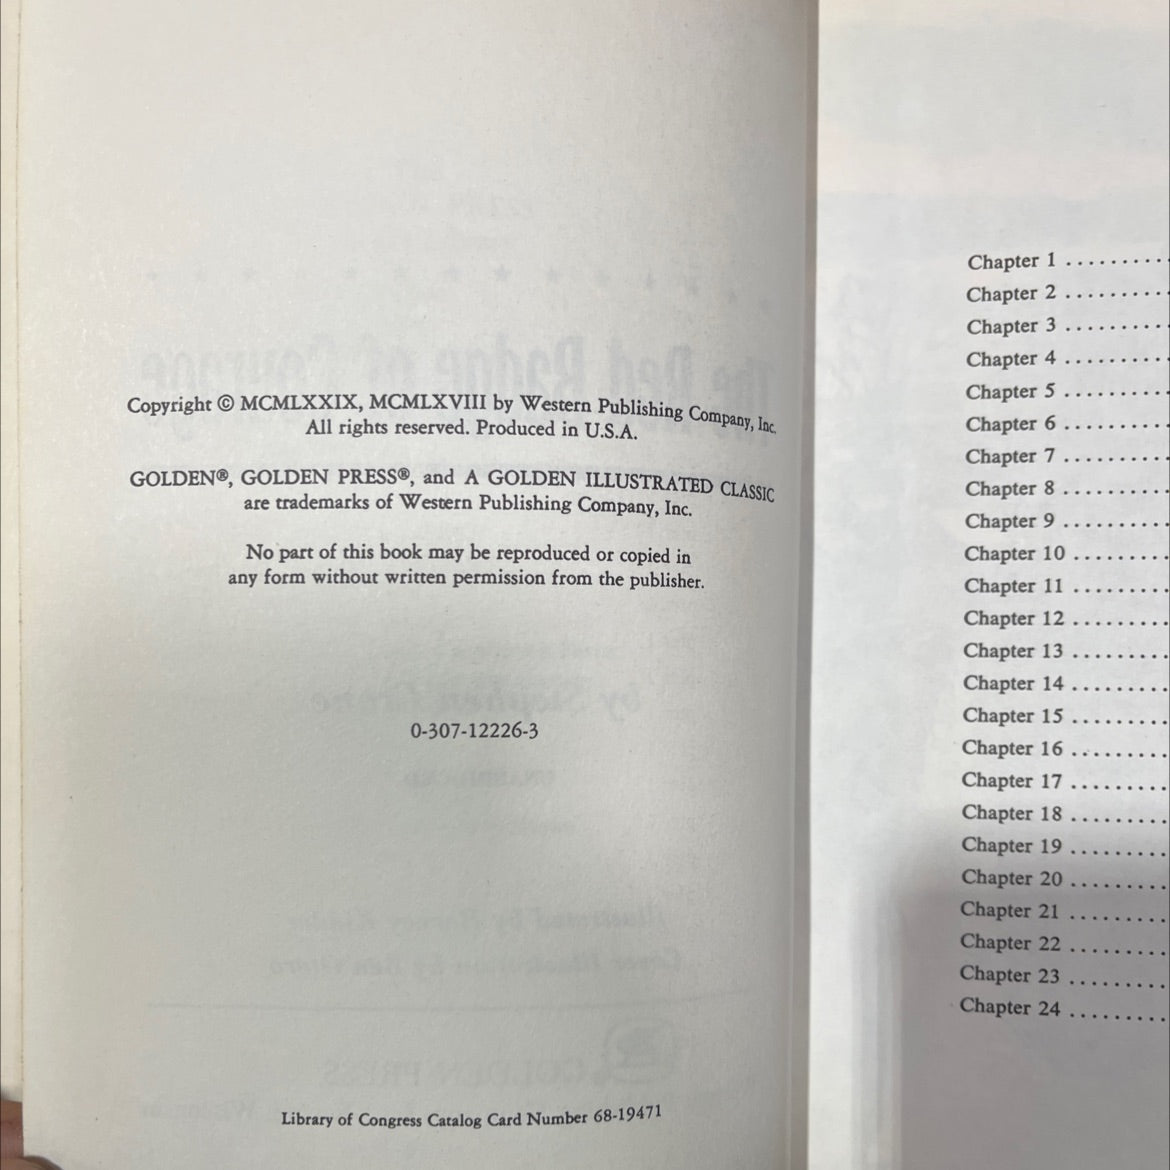 Copyright © MCMLXXIX, MCMLXVIII by Western Publishing Company, Inc.
All rights reserved. Produced in U.S.A.
GOLDEN®, GOLDEN PRESS®, and A GOLDEN ILLUSTRATED CLASSIC
are trademarks of Western Publishing Company, Inc.
No part of this book may be reproduced or copied in
any form without written permission from the publisher.
0-307-12226-3
Library of Congress Catalog Card Number 68-19471
Chapter 1 . . . . . . . . .
Chapter 2 . . . . . . . . .
Chapter 3 . . . . . . . . .
Chapter 4 . . . . . . . . .
Chapter 5 . . . . . . . . .
Chapter 6 . . . . . . . . .
Chapter 7 . . . . . . . . .
Chapter 8 . . . . . . . . .
Chapter 9 . . . . . . . . .
Chapter 10 . . . . . . . .
Chapter 11 . . . . . . . .
Chapter 12 . . . . . . . .
Chapter 13 . . . . . . . .
Chapter 14 . . . . . . . .
Chapter 15 . . . . . . . .
Chapter 16 . . . . . . . .
Chapter 17 . . . . . . . .
Chapter 18 . . . . . . . .
Chapter 19 . . . . . . . .
Chapter 20 . . . . . . . .
Chapter 21 . . . . . . . .
Chapter 22 . . . . . . . .
Chapter 23 . . . . . . . .
Chapter 24 . . . . . . . .